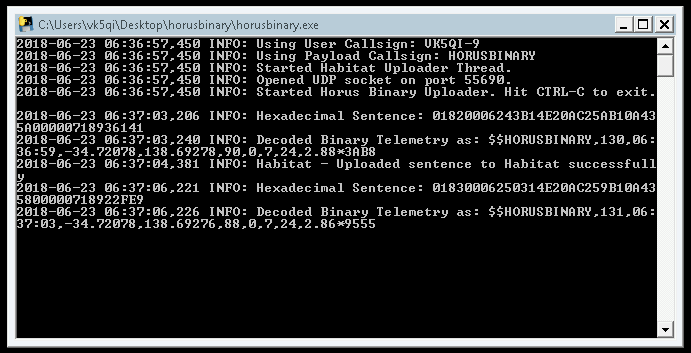 C:\Users\vk5qi\Desktop\horusbinary\horusbinary.exe
2018-06-23 06:36:57,450 INFO: Using User Callsign: VK5QI-9
2018-06-23 06:36:57,450 INFO: Using Payload Callsign: HORUSBINARY
2018-06-23 06:36:57,450 INFO: Started Habitat Uploader Thread.
2018-06-23 06:36:57,450 INFO: Opened UDP socket on port 55690.
2018-06-23 06:36:57,450 INFO: Started Horus Binary Uploader. Hit CTRL-C to exit.
2018-06-23 06:37:03,206 INFO: Hexadecimal Sentence: 01820006243B14E20AC25AB10A43
5A00000718936141
2018-06-23 06:37:03,240 INFO: Decoded Binary Telemetry as: $$HORUSBINARY,130,06:
36:59,-34.72078,138.69278,90,0,7,24,2.88*3AB8
2018-06-23 06:37:04,381 INFO: Habitat - Uploaded sentence to Habitat successfull
y
2018-06-23 06:37:06,221 INFO: Hexadecimal Sentence: 01830006250314E20AC259B10A43
5800000718922FE9
2018-06-23 06:37:06,226 INFO: Decoded Binary Telemetry as: $$HORUSBINARY,131,06:
37:03,-34.72078,138.69276,88,0,7,24,2.86*9555